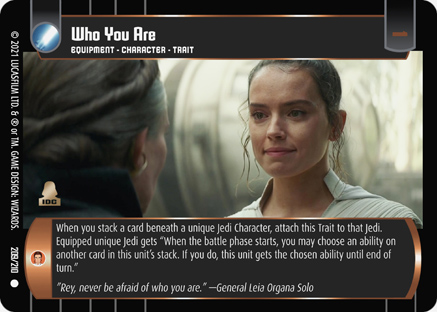 Who You Are
EQUIPMENT - CHARACTER - TRAIT
© 2021 LUCASFILM LTD. & ® OR TM. GAME DESIGN: WIZARDS.
IDC
When you stack a card beneath a unique Jedi Character, attach this Trait to that Jedi.
Equipped unique Jedi gets "When the battle phase starts, you may choose an ability on
another card in this unit's stack. If you do, this unit gets the chosen ability until end of
turn."
"Rey, never be afraid of who you are." —General Leia Organa Solo